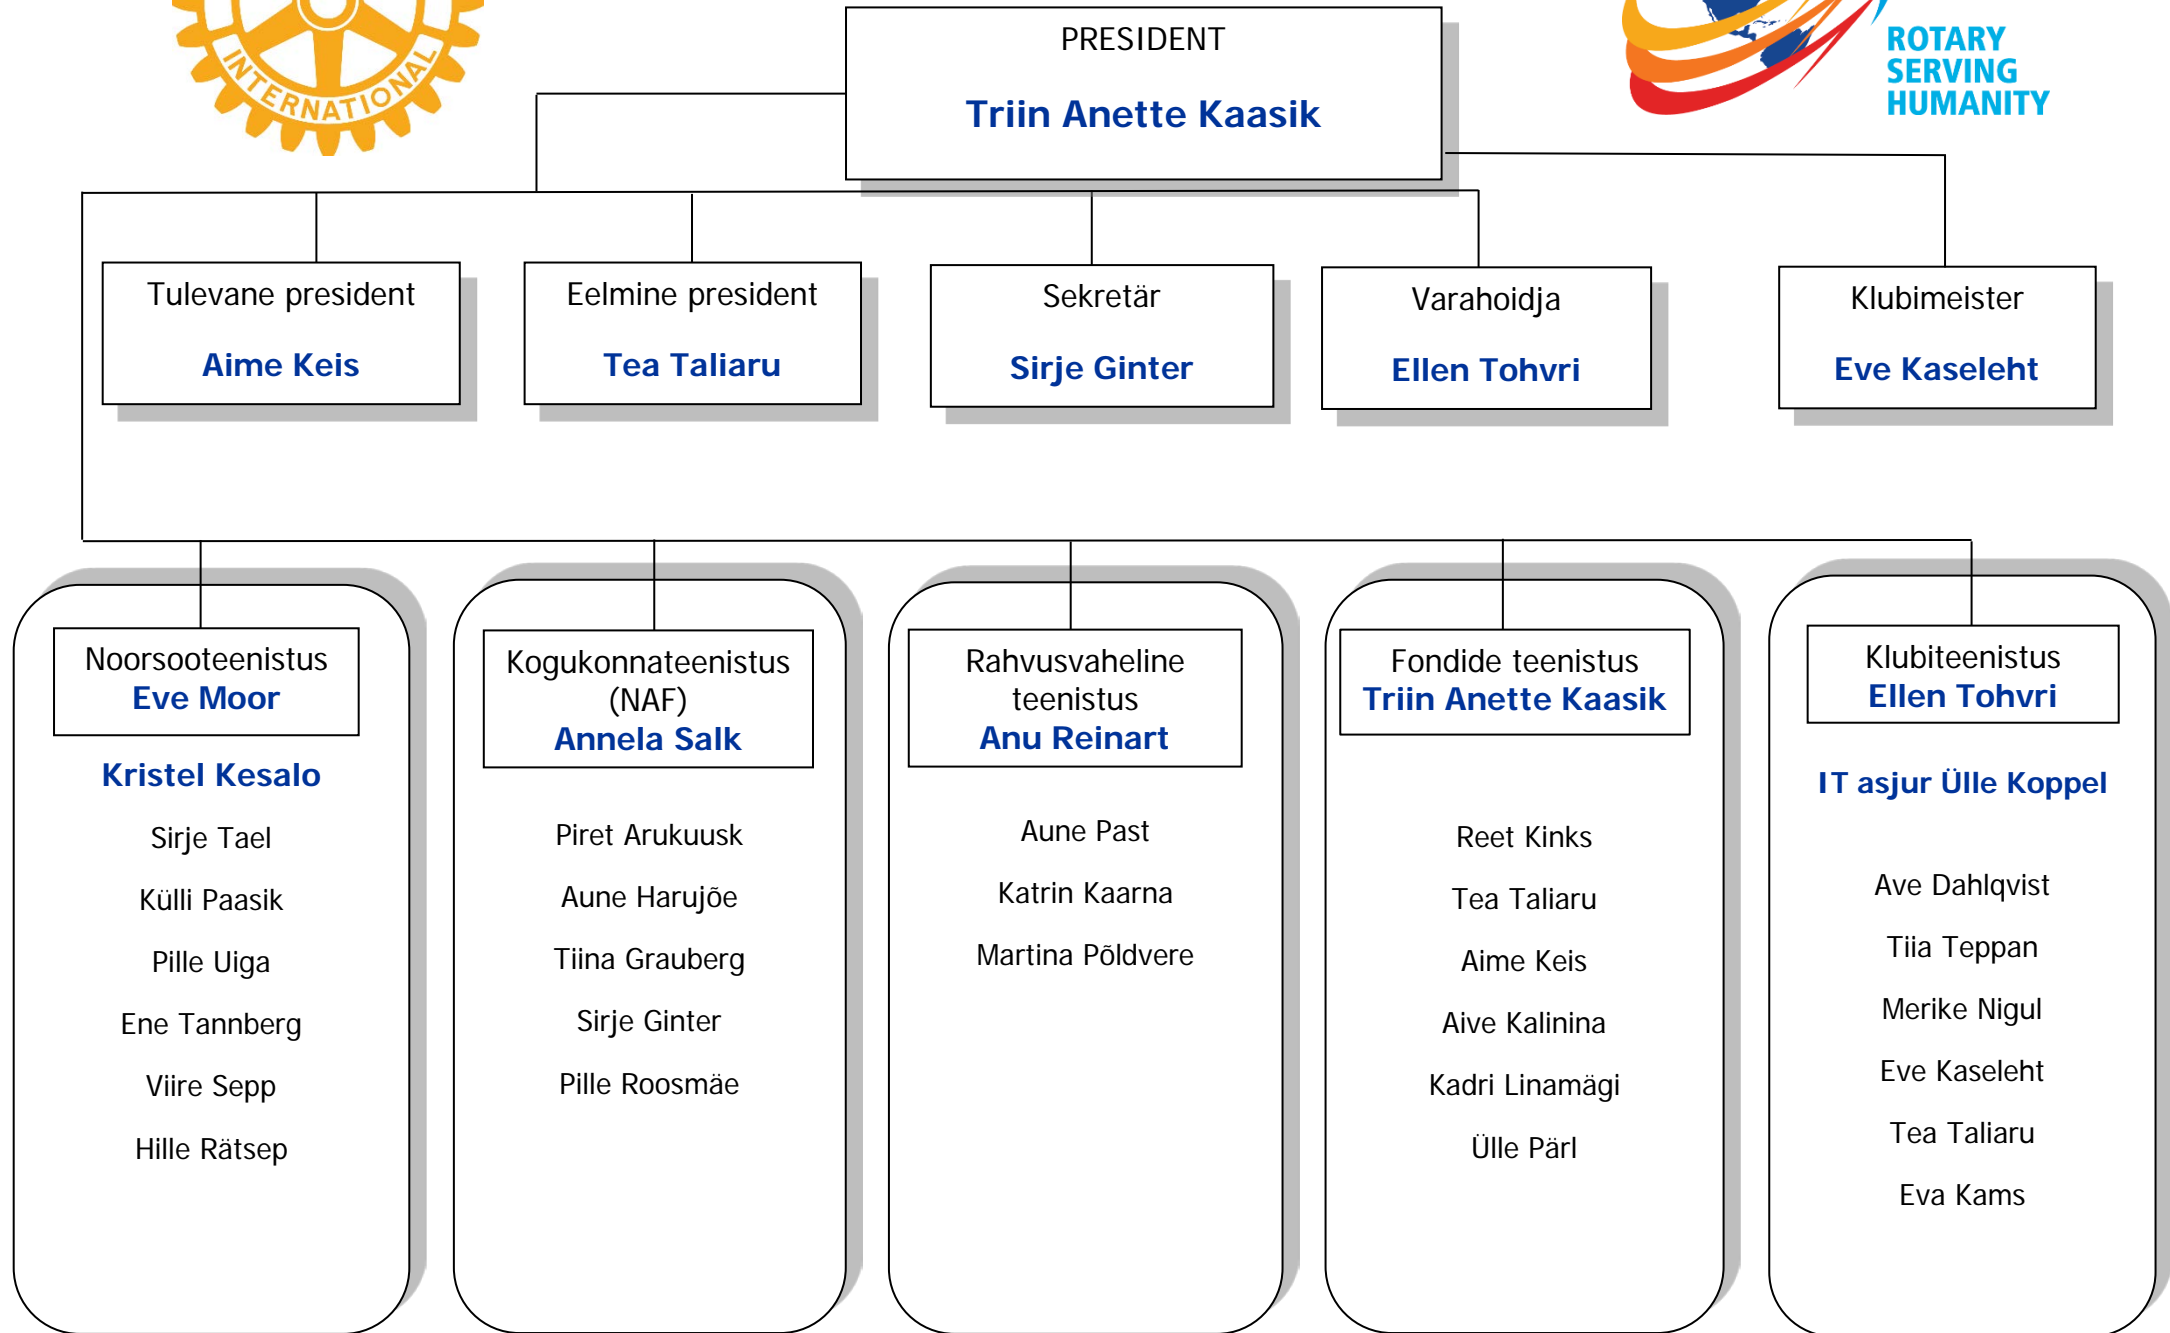 INTERNATIONAL
ROTARY
SERVING
HUMANITY
PRESIDENT
Triin Anette Kaasik
Tulevane president
Aime Keis
Eelmine president
Tea Taliaru
Sekretär
Sirje Ginter
Varahoidja
Ellen Tohvri
Klubimeister
Eve Kaseleht
Noorsooteenistus
Eve Moor
Kristel Kesalo
Sirje Tael
Külli Paasik
Pille Uiga
Ene Tannberg
Viire Sepp
Hille Rätsep
Kogukonnateenistus
(NAF)
Annela Salk
Piret Arukuusk
Aune Harujõe
Tiina Grauberg
Sirje Ginter
Pille Roosmäe
Rahvusvaheline
teenistus
Anu Reinart
Aune Past
Katrin Kaarna
Martina Põldvere
Fondide teenistus
Triin Anette Kaasik
Reet Kinks
Tea Taliaru
Aime Keis
Aive Kalinina
Kadri Linamägi
Ülle Pärl
Klubiteenistus
Ellen Tohvri
IT asjur Ülle Koppel
Ave Dahlqvist
Tiia Teppan
Merike Nigul
Eve Kaseleht
Tea Taliaru
Eva Kams